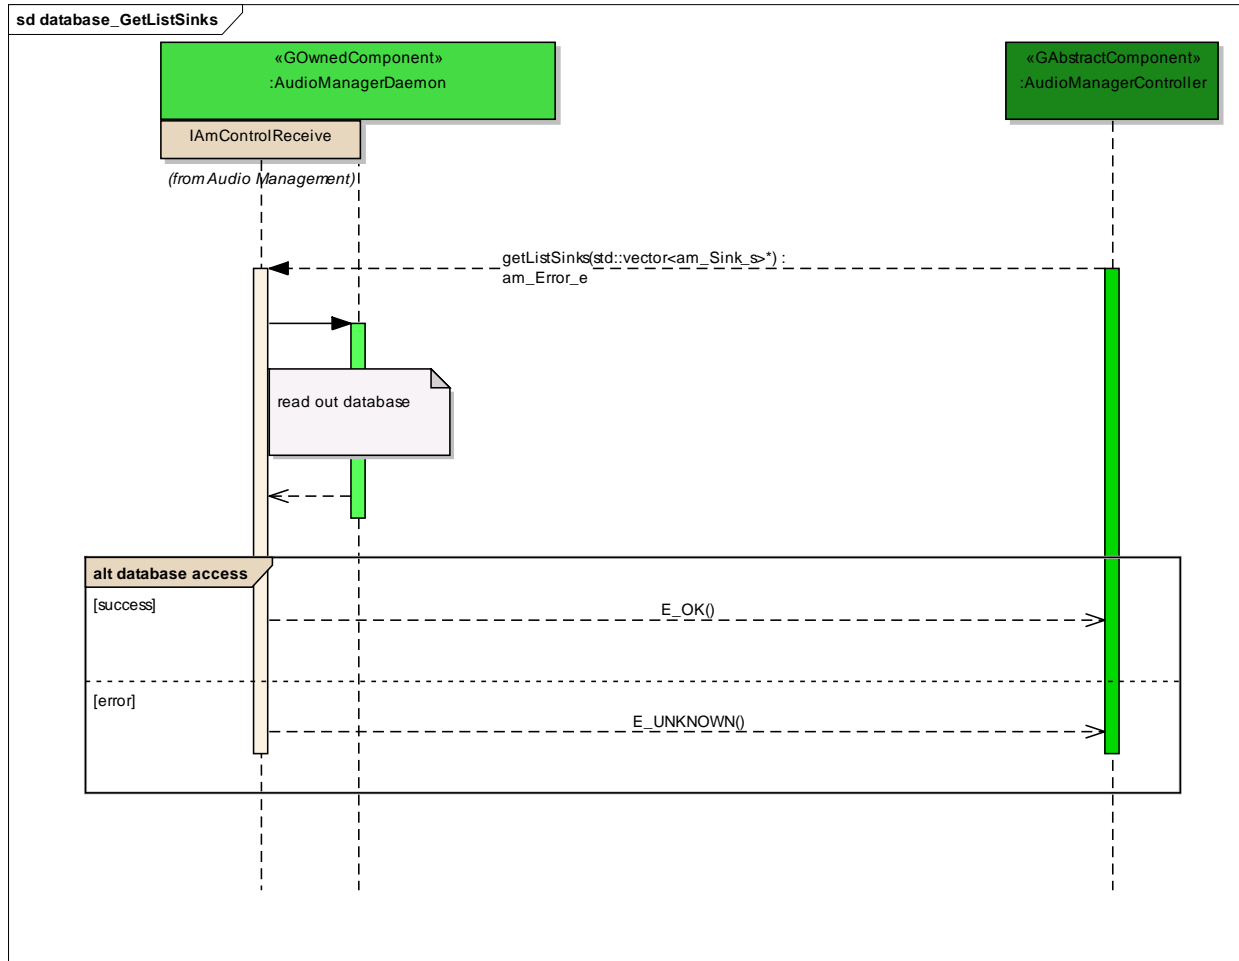 sd database_GetListSinks
«GOwnedComponent»
:AudioManagerDaemon
«GAbstractComponent»
:AudioManagerController
IAmControlReceive
(from Audio Management)
getListSinks(std::vector<am_Sink_s>*) :
am_Error_e
read out database
alt database access
[success]
E_OK()
[error]
E_UNKNOWN()